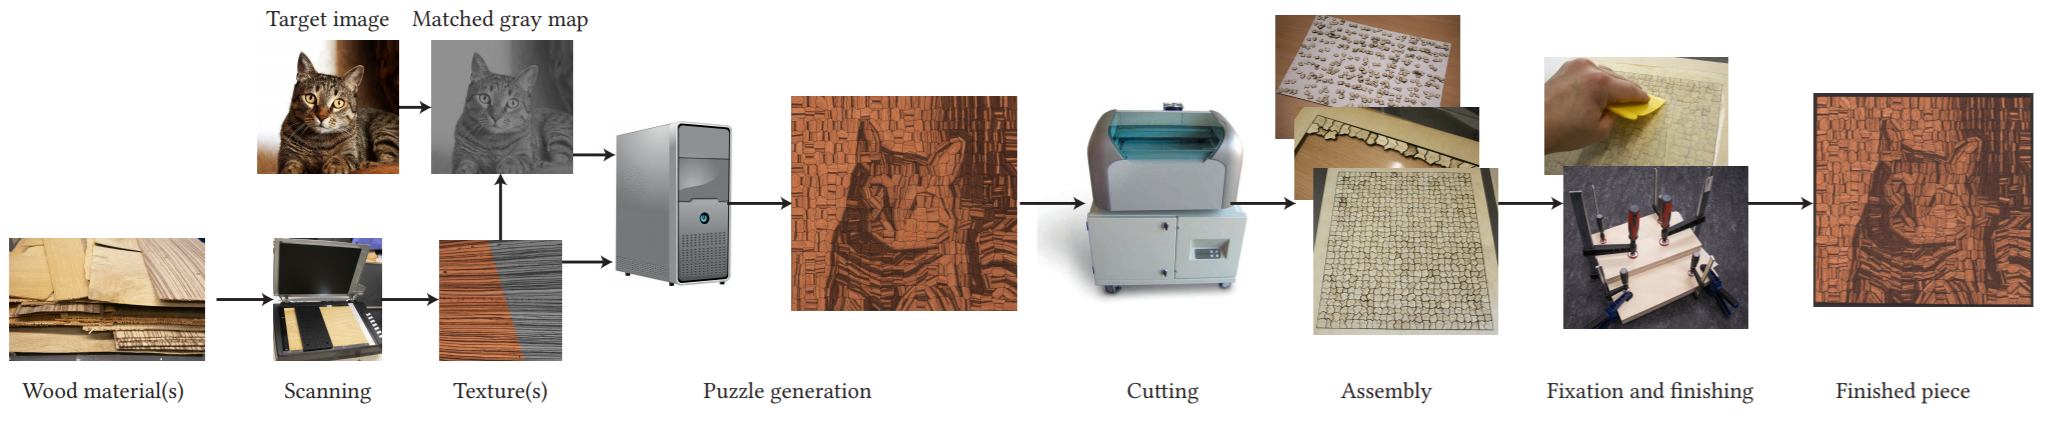 Target image
Matched gray map
Wood material(s)
Scanning
Texture(s)
Puzzle generation
Cutting
Assembly
Fixation and finishing
Finished piece